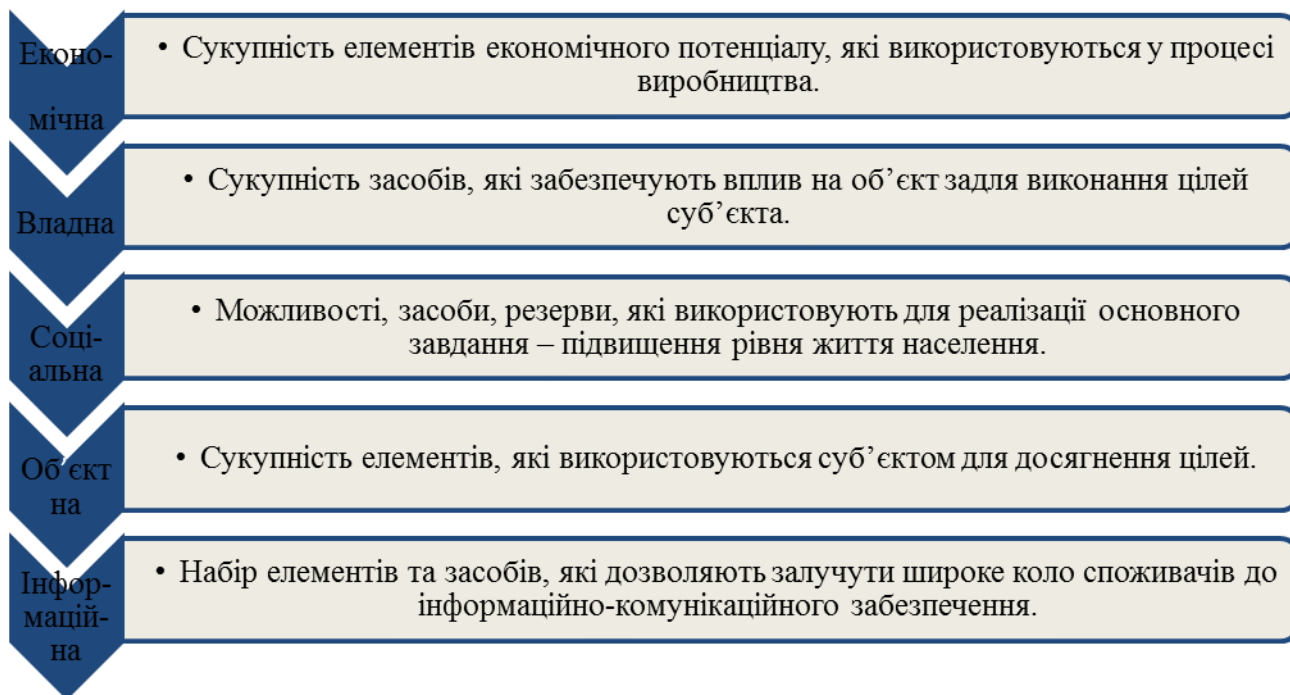 Еконо-
мічна
• Сукупність елементів економічного потенціалу, які використовуються у процесі
виробництва.
Владна
• Сукупність засобів, які забезпечують вплив на об’єкт задля виконання цілей
суб’єкта.
Соці-
альна
• Можливості, засоби, резерви, які використовують для реалізації основного
завдання – підвищення рівня життя населення.
Об’єкт
на
• Сукупність елементів, які використовуються суб’єктом для досягнення цілей.
Інфор-
мацій-
на
• Набір елементів та засобів, які дозволяють залучути широке коло споживачів до
інформаційно-комунікаційного забезпечення.